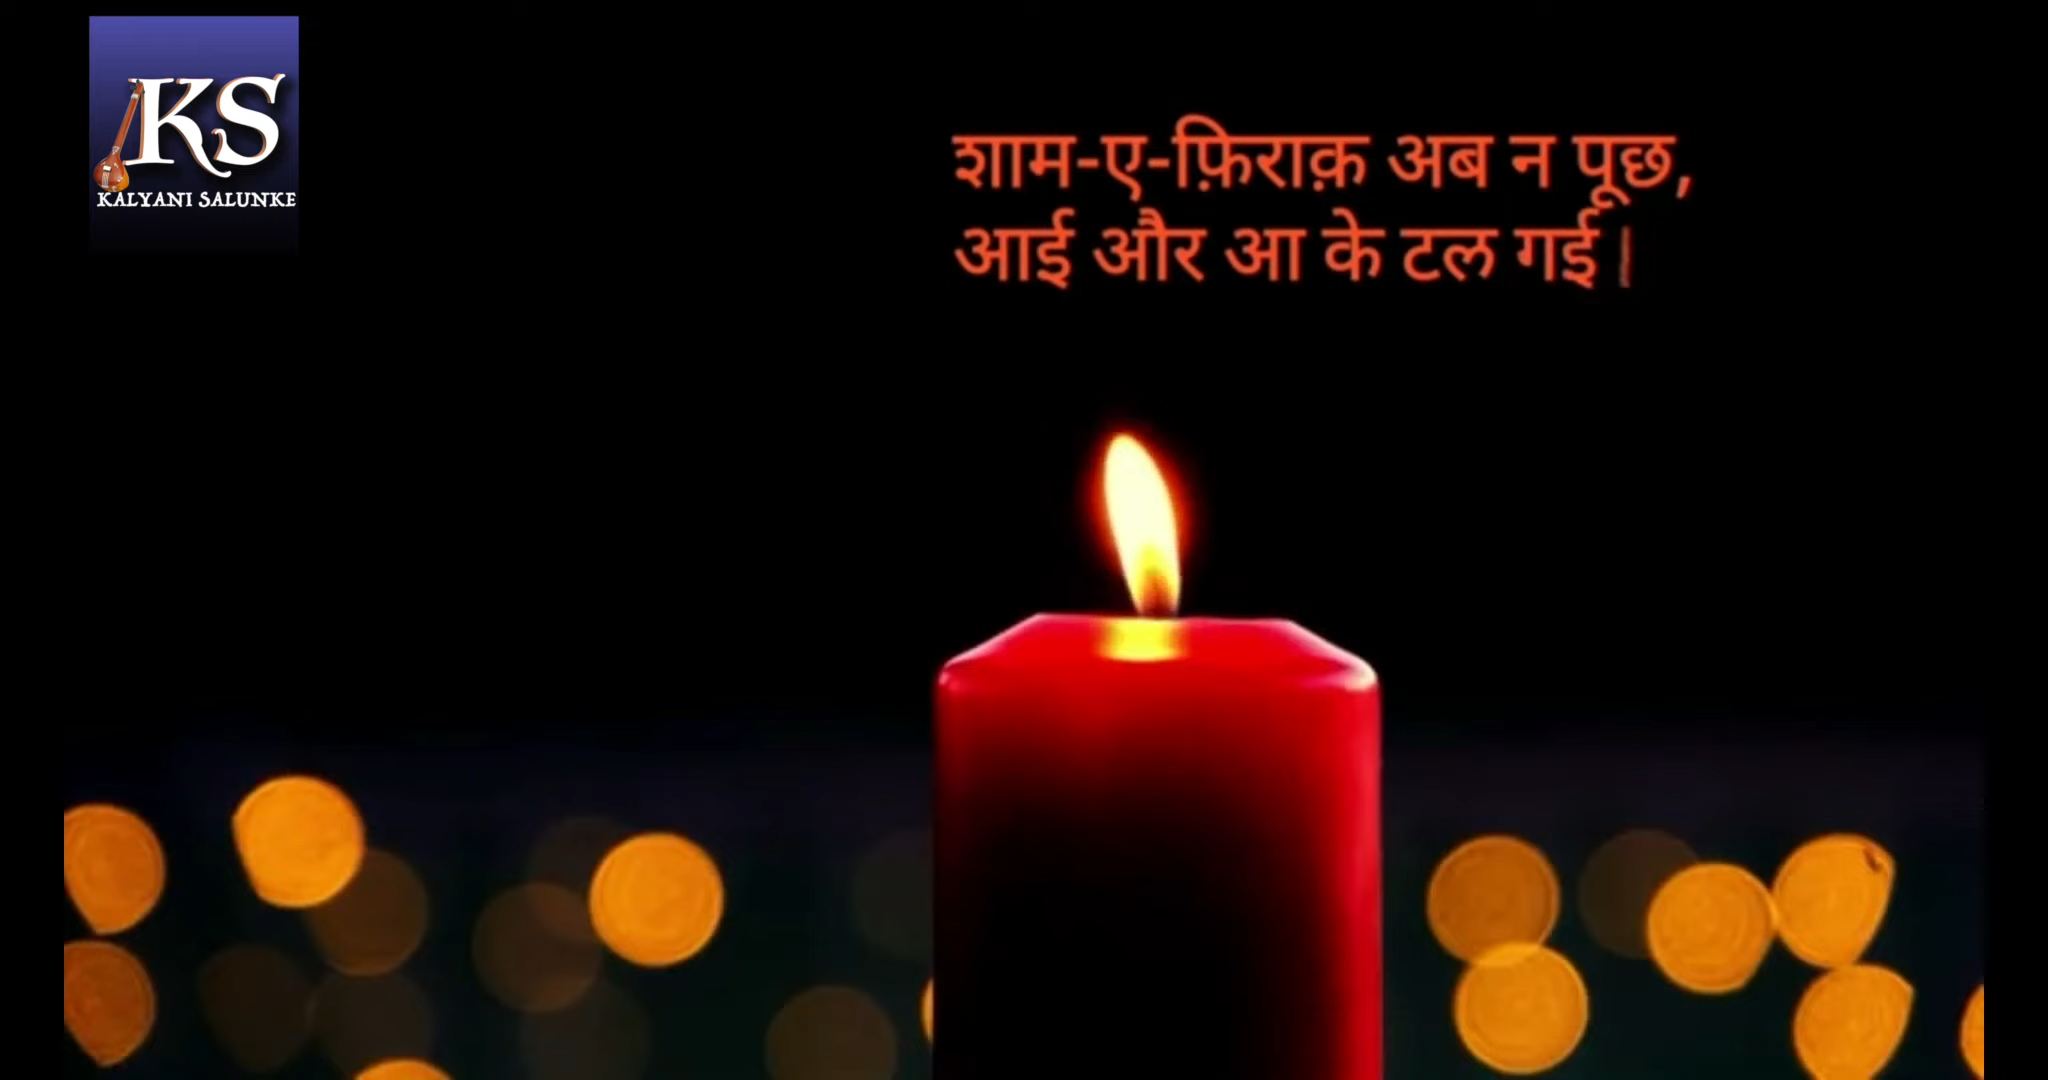 KS
KALYANI SALUNKE
शाम-ए-फ़िराक़ अब न पूछ,
आई और आ के टल गई।